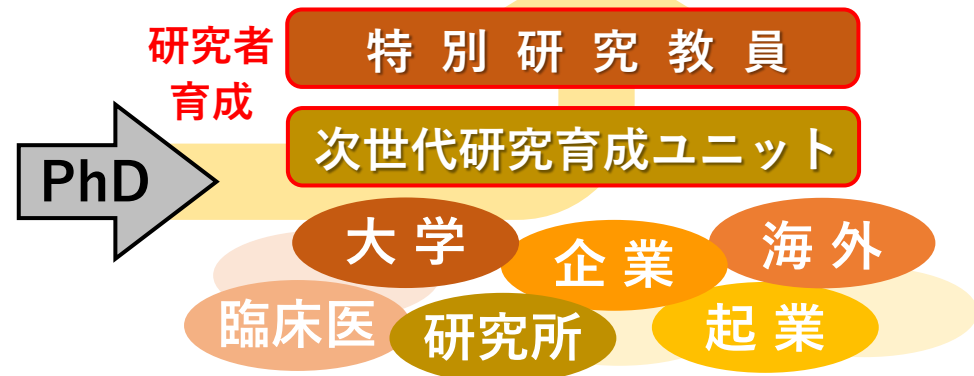 研究者
育成
特別研究教員
次世代研究育成ユニット
PhD
大学
企業
海外
臨床医
研究所
起業